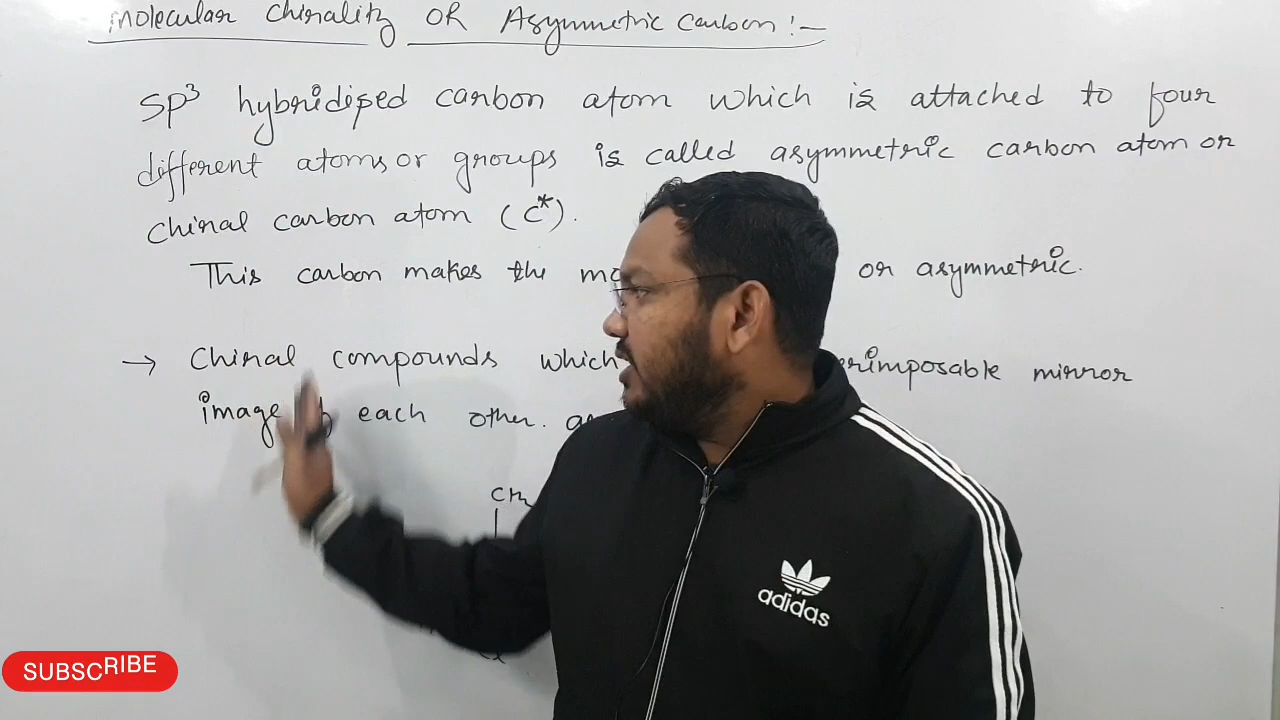 Molecular Chirality OR Asymmetric Carbon :-
SP³ hybridised carbon atom which is attached to four
different atoms or groups is called asymmetric carbon atom or
chiral carbon atom (C*).
This carbon makes the or asymmetric.
→ Chiral compounds which mirror
image of each other.
CH
adidas
SUBSCRIBE